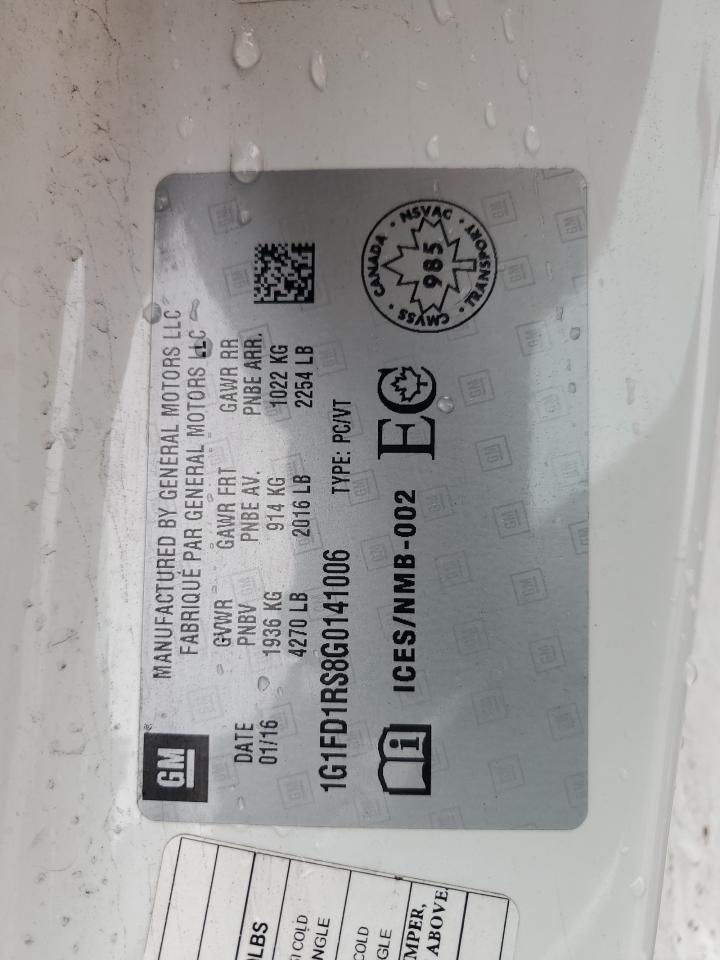 GM
MANUFACTURED BY GENERAL MOTORS LLC
FABRIQUÉ PAR GENERAL MOTORS LLC
DATE GVWR GAWR FRT GAWR RR
01/16 PNBV PNBE AV. PNBE ARR.
1936 KG 914 KG 1022 KG
4270 LB 2016 LB 2254 LB
1G1FD1RS8G0141006 TYPE: PC/VT
ICES/NMB-002 EC
CANADA · NSVAC · TRANSPORT · CMVSS ·
985
LBS
COLD
NGLE
COLD
GLE
MPER,
ABOVE